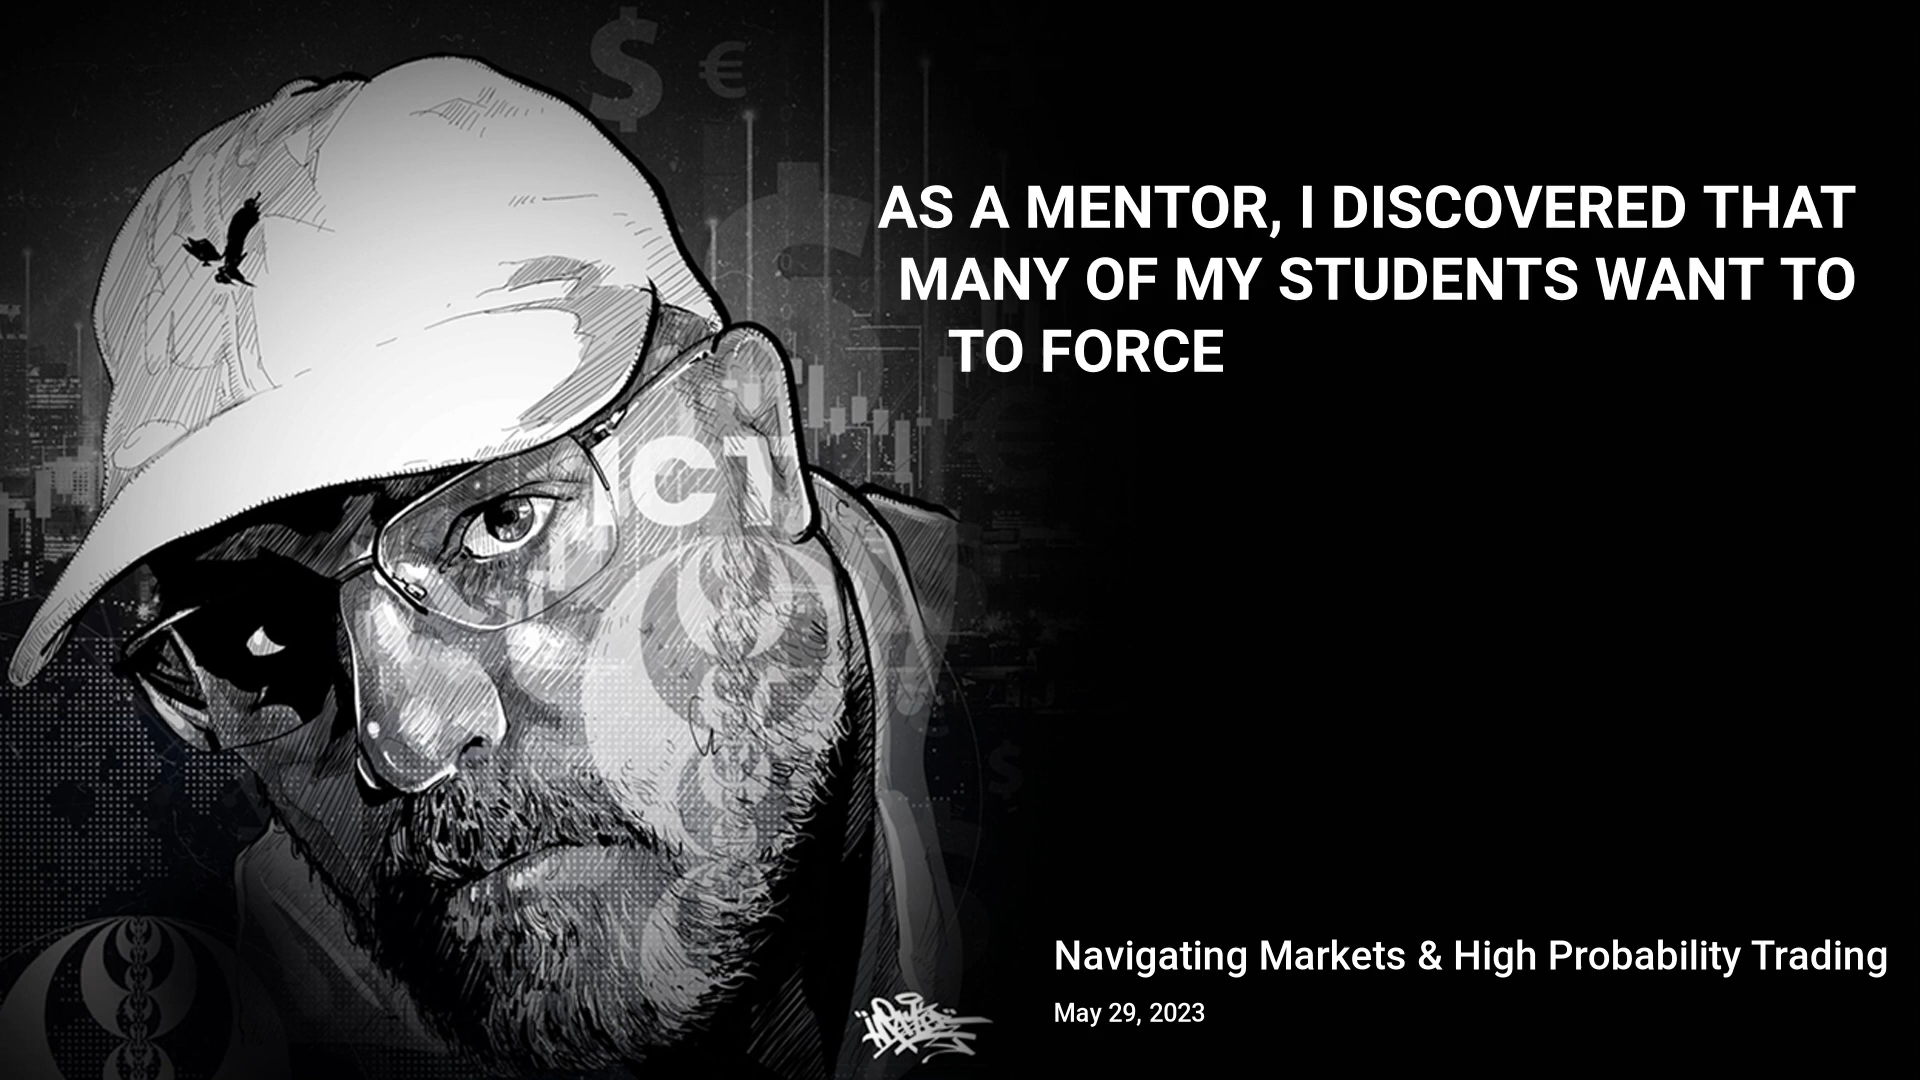 AS A MENTOR, I DISCOVERED THAT
MANY OF MY STUDENTS WANT TO
TO FORCE
ICT
Navigating Markets & High Probability Trading
May 29, 2023